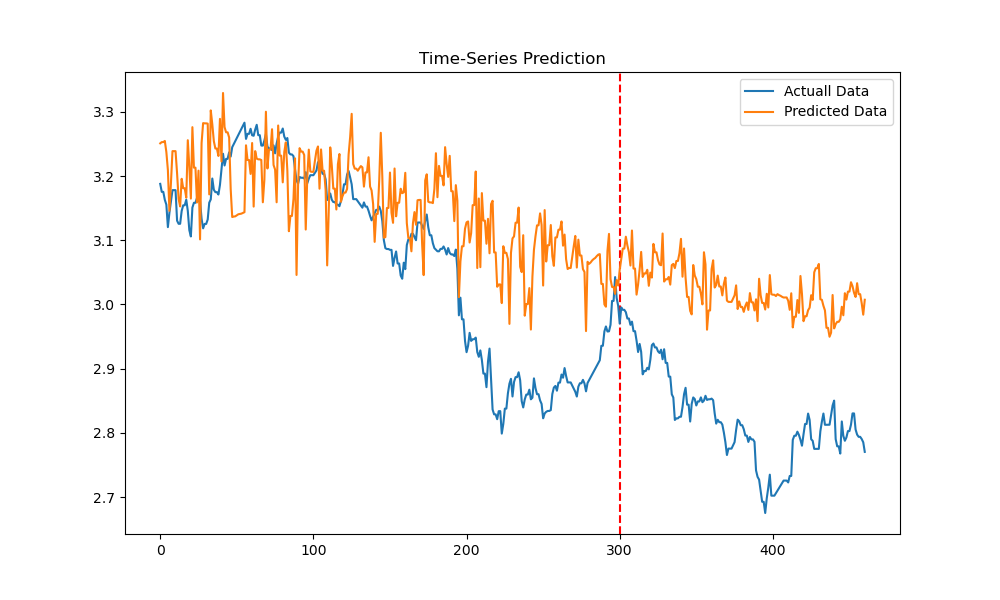 Time-Series Prediction
Actuall Data
Predicted Data
3.3
3.2
3.1
3.0
2.9
2.8
2.7
0 100 200 300 400